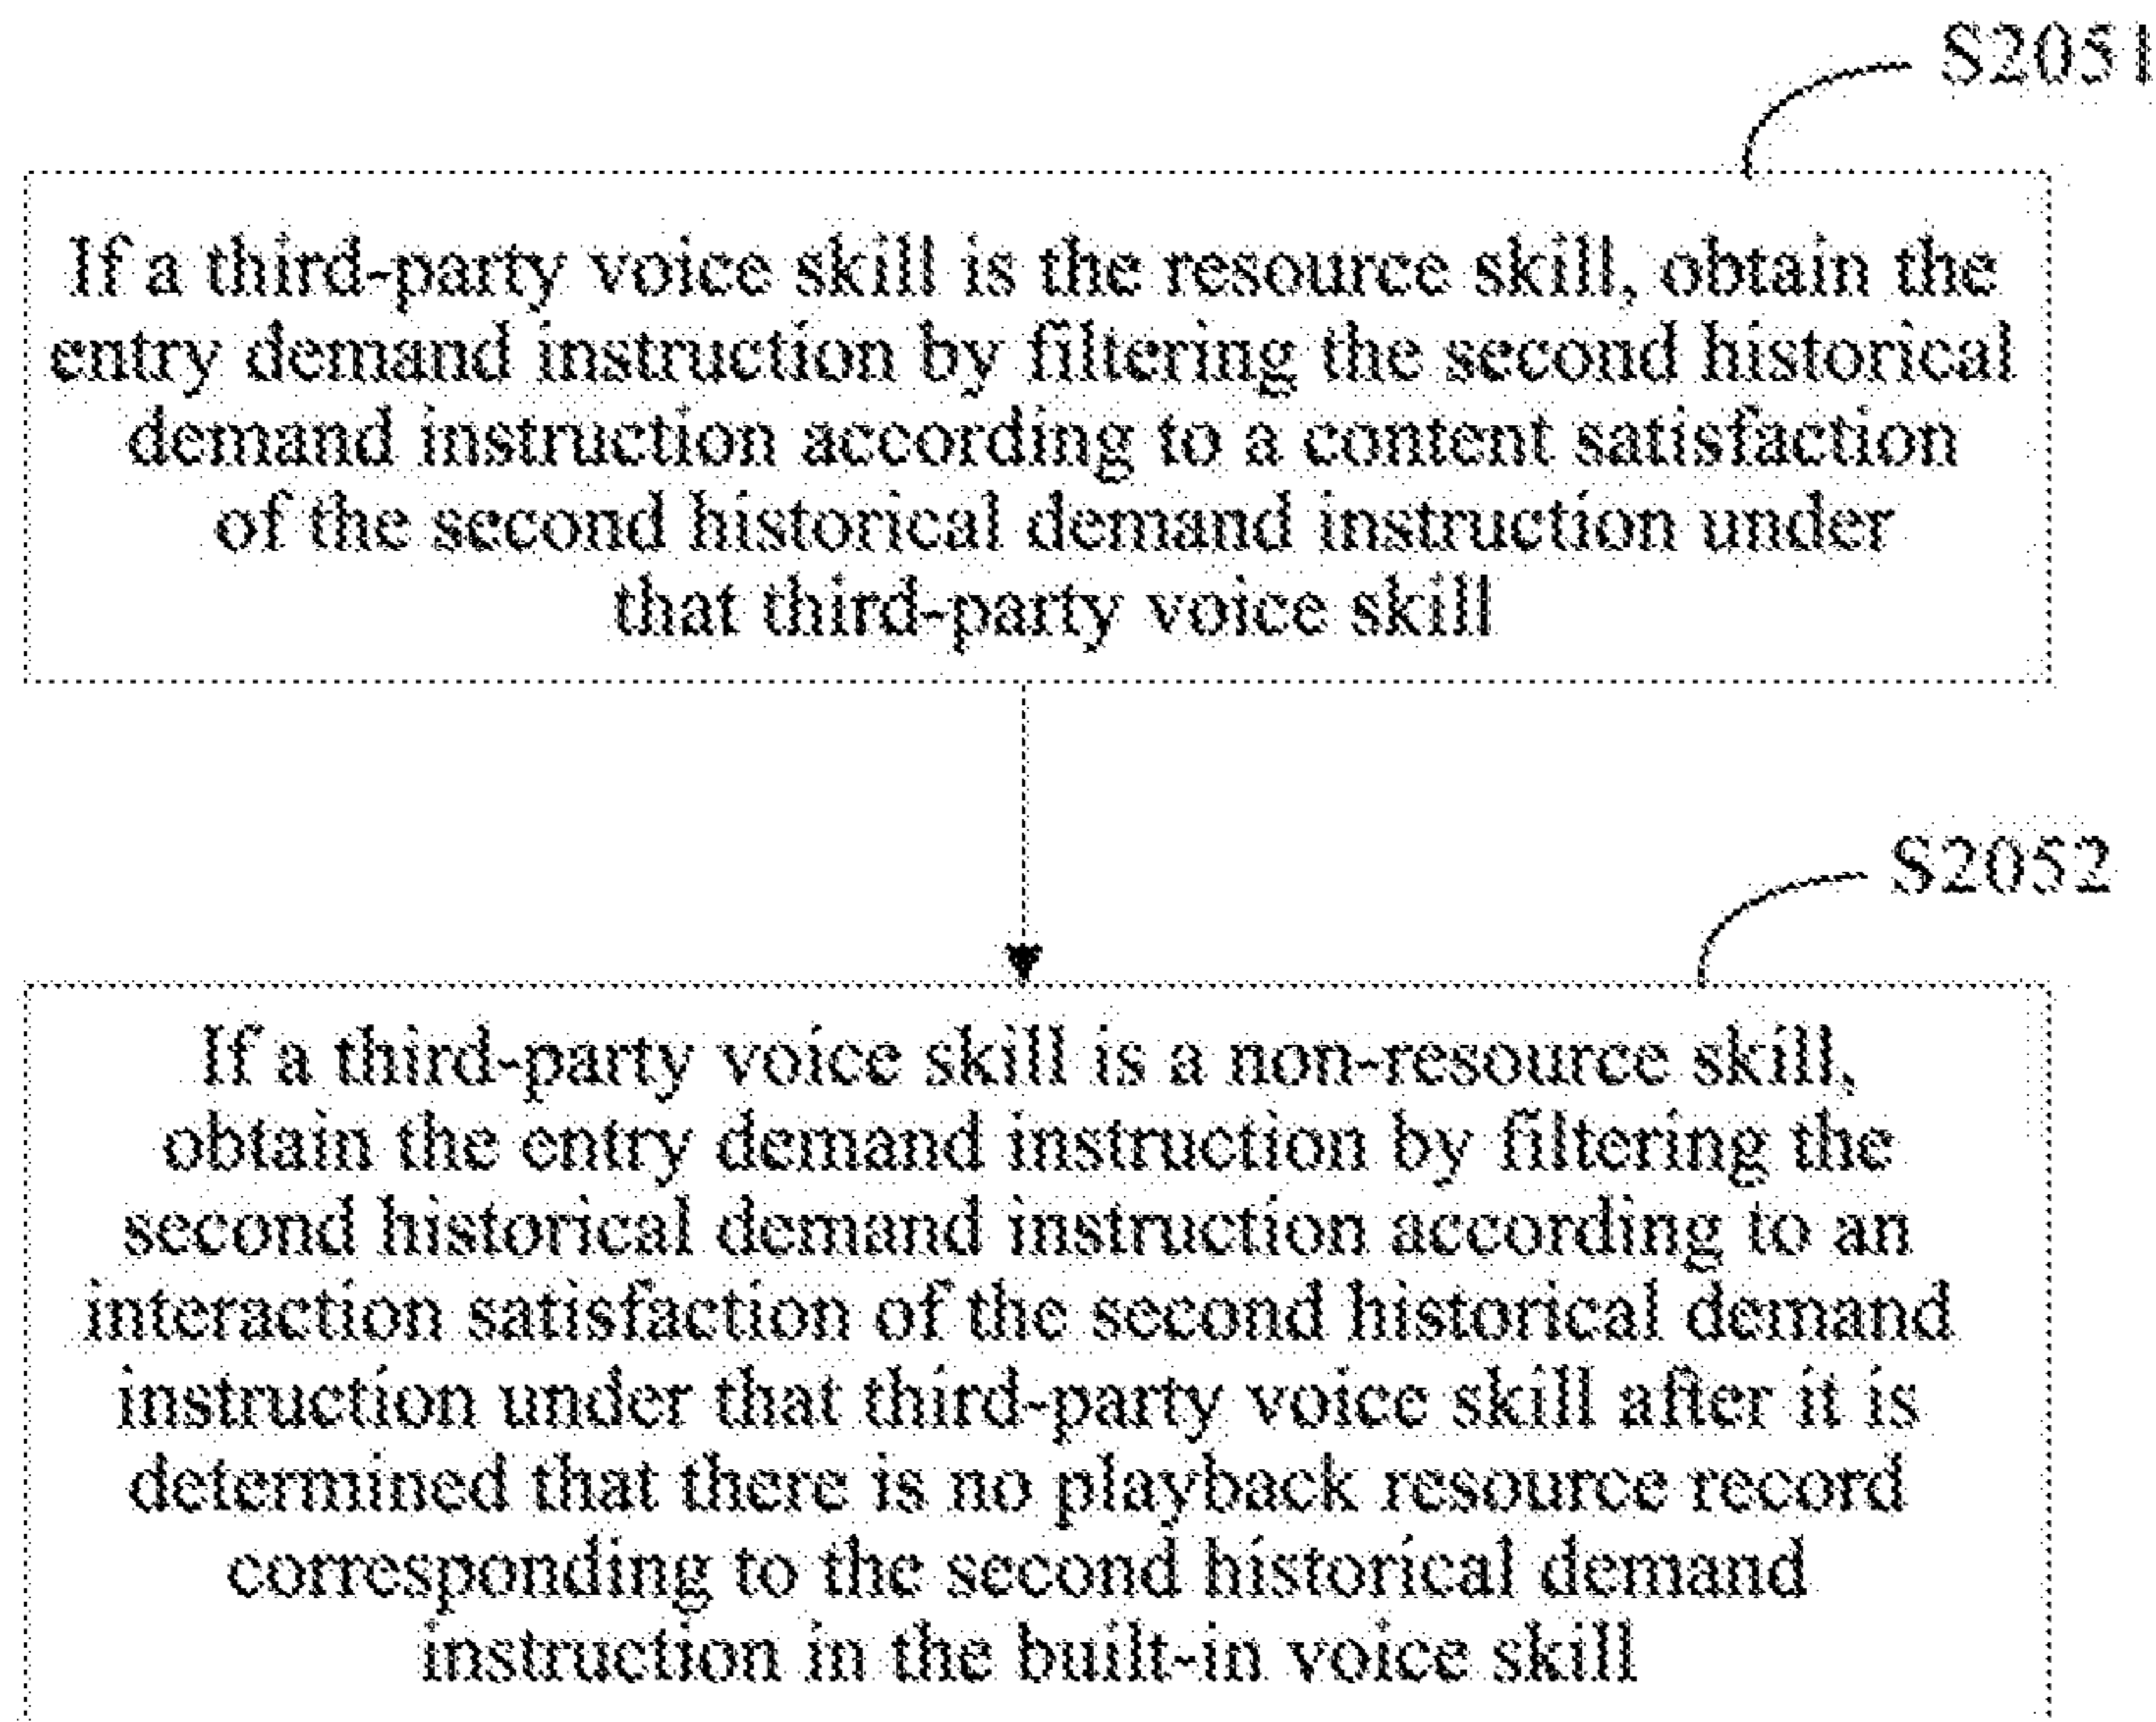 S2051
If a third-party voice skill is the resource skill, obtain the
entry demand instruction by filtering the second historical
demand instruction according to a content satisfaction
of the second historical demand instruction under
that third-party voice skill
S2052
If a third-party voice skill is a non-resource skill,
obtain the entry demand instruction by filtering the
second historical demand instruction according to an
interaction satisfaction of the second historical demand
instruction under that third-party voice skill after it is
determined that there is no playback resource record
corresponding to the second historical demand
instruction in the built-in voice skill